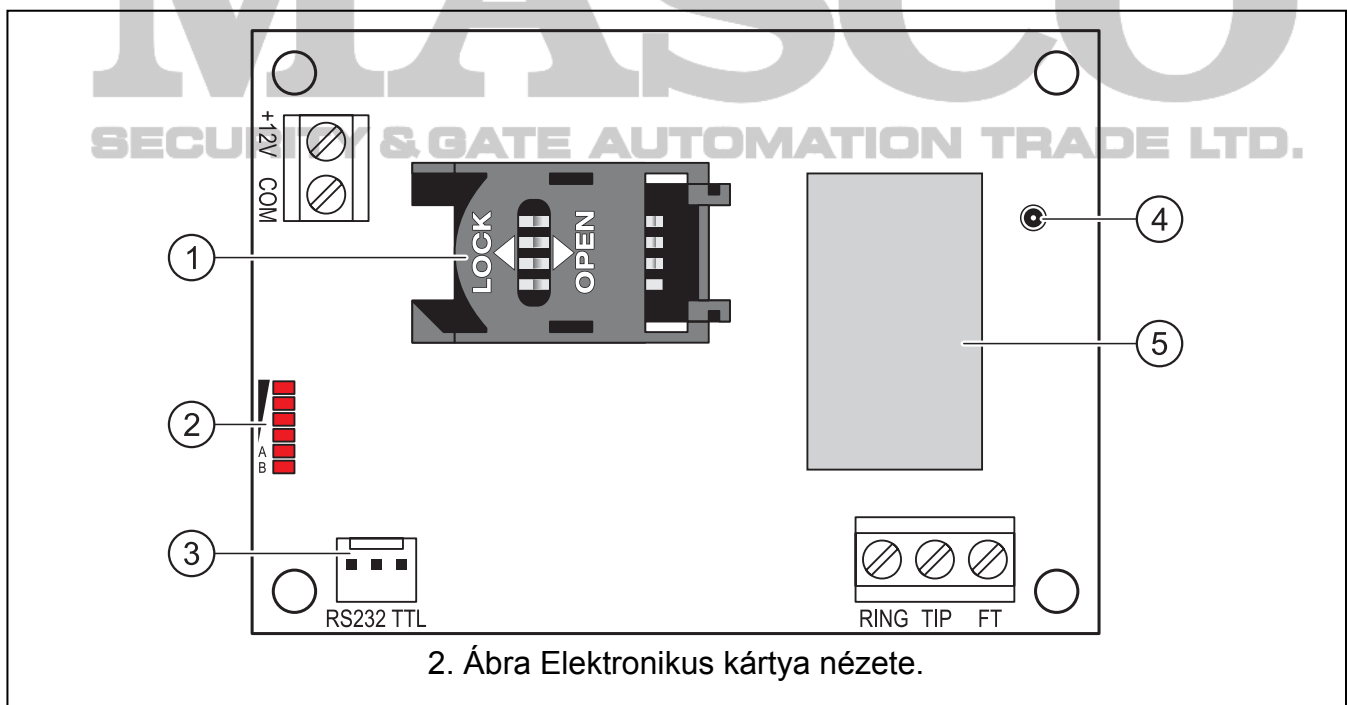 MASCO
SECURITY & GATE AUTOMATION TRADE LTD.
+12V
COM
LOCK
OPEN
1
2
3
4
5
A
B
RS232 TTL
RING TIP FT
2. Ábra Elektronikus kártya nézete.